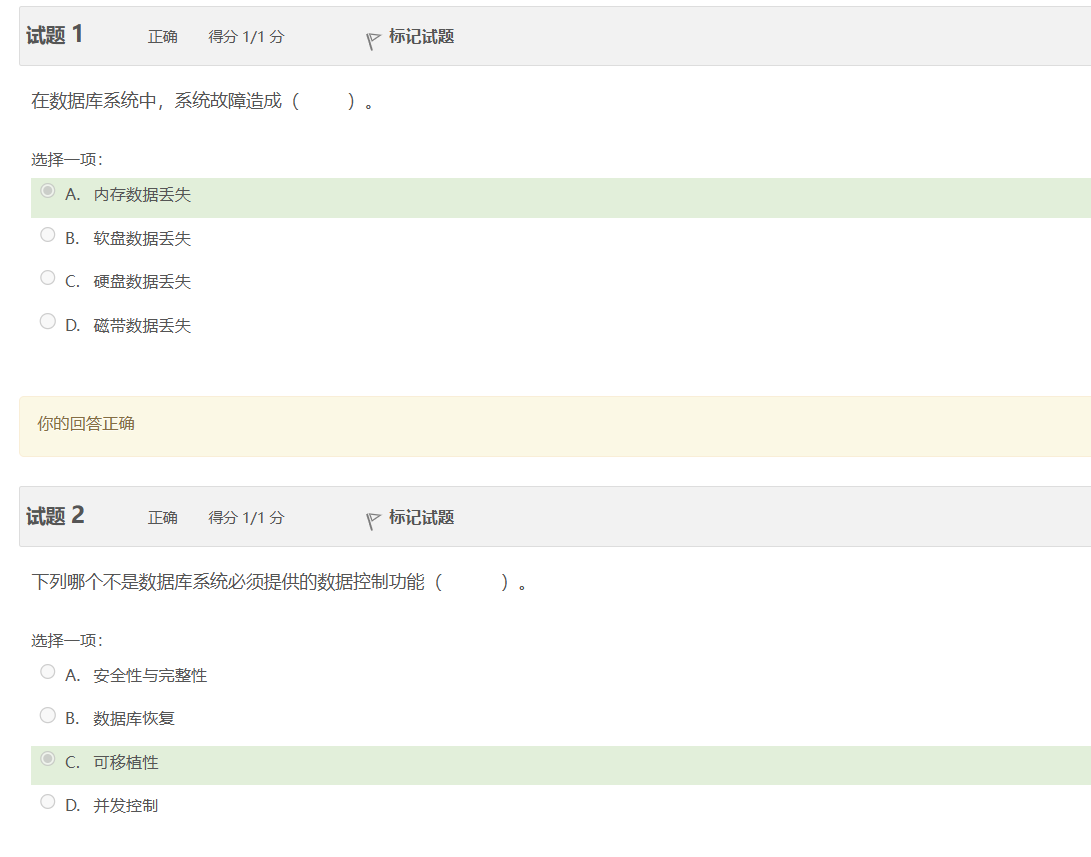 试题 1 正确 得分 1/1 分 标记试题
在数据库系统中，系统故障造成（ ）。
选择一项：
A. 内存数据丢失
B. 软盘数据丢失
C. 硬盘数据丢失
D. 磁带数据丢失
你的回答正确
试题 2 正确 得分 1/1 分 标记试题
下列哪个不是数据库系统必须提供的数据控制功能（ ）。
选择一项：
A. 安全性与完整性
B. 数据库恢复
C. 可移植性
D. 并发控制